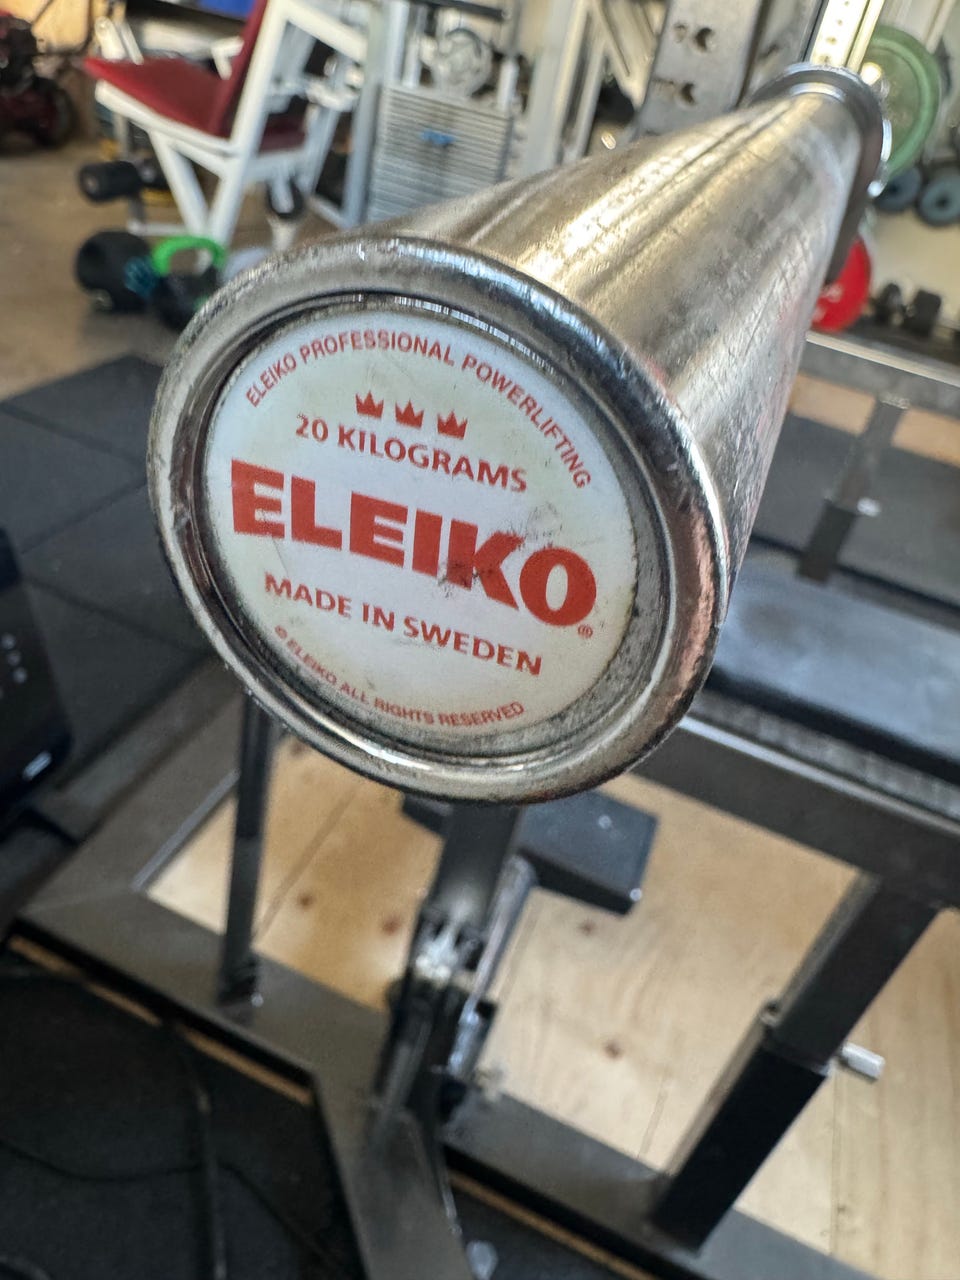 ELEIKO PROFESSIONAL POWERLIFTING
20 KILOGRAMS
ELEIKO®
MADE IN SWEDEN
© ELEIKO ALL RIGHTS RESERVED